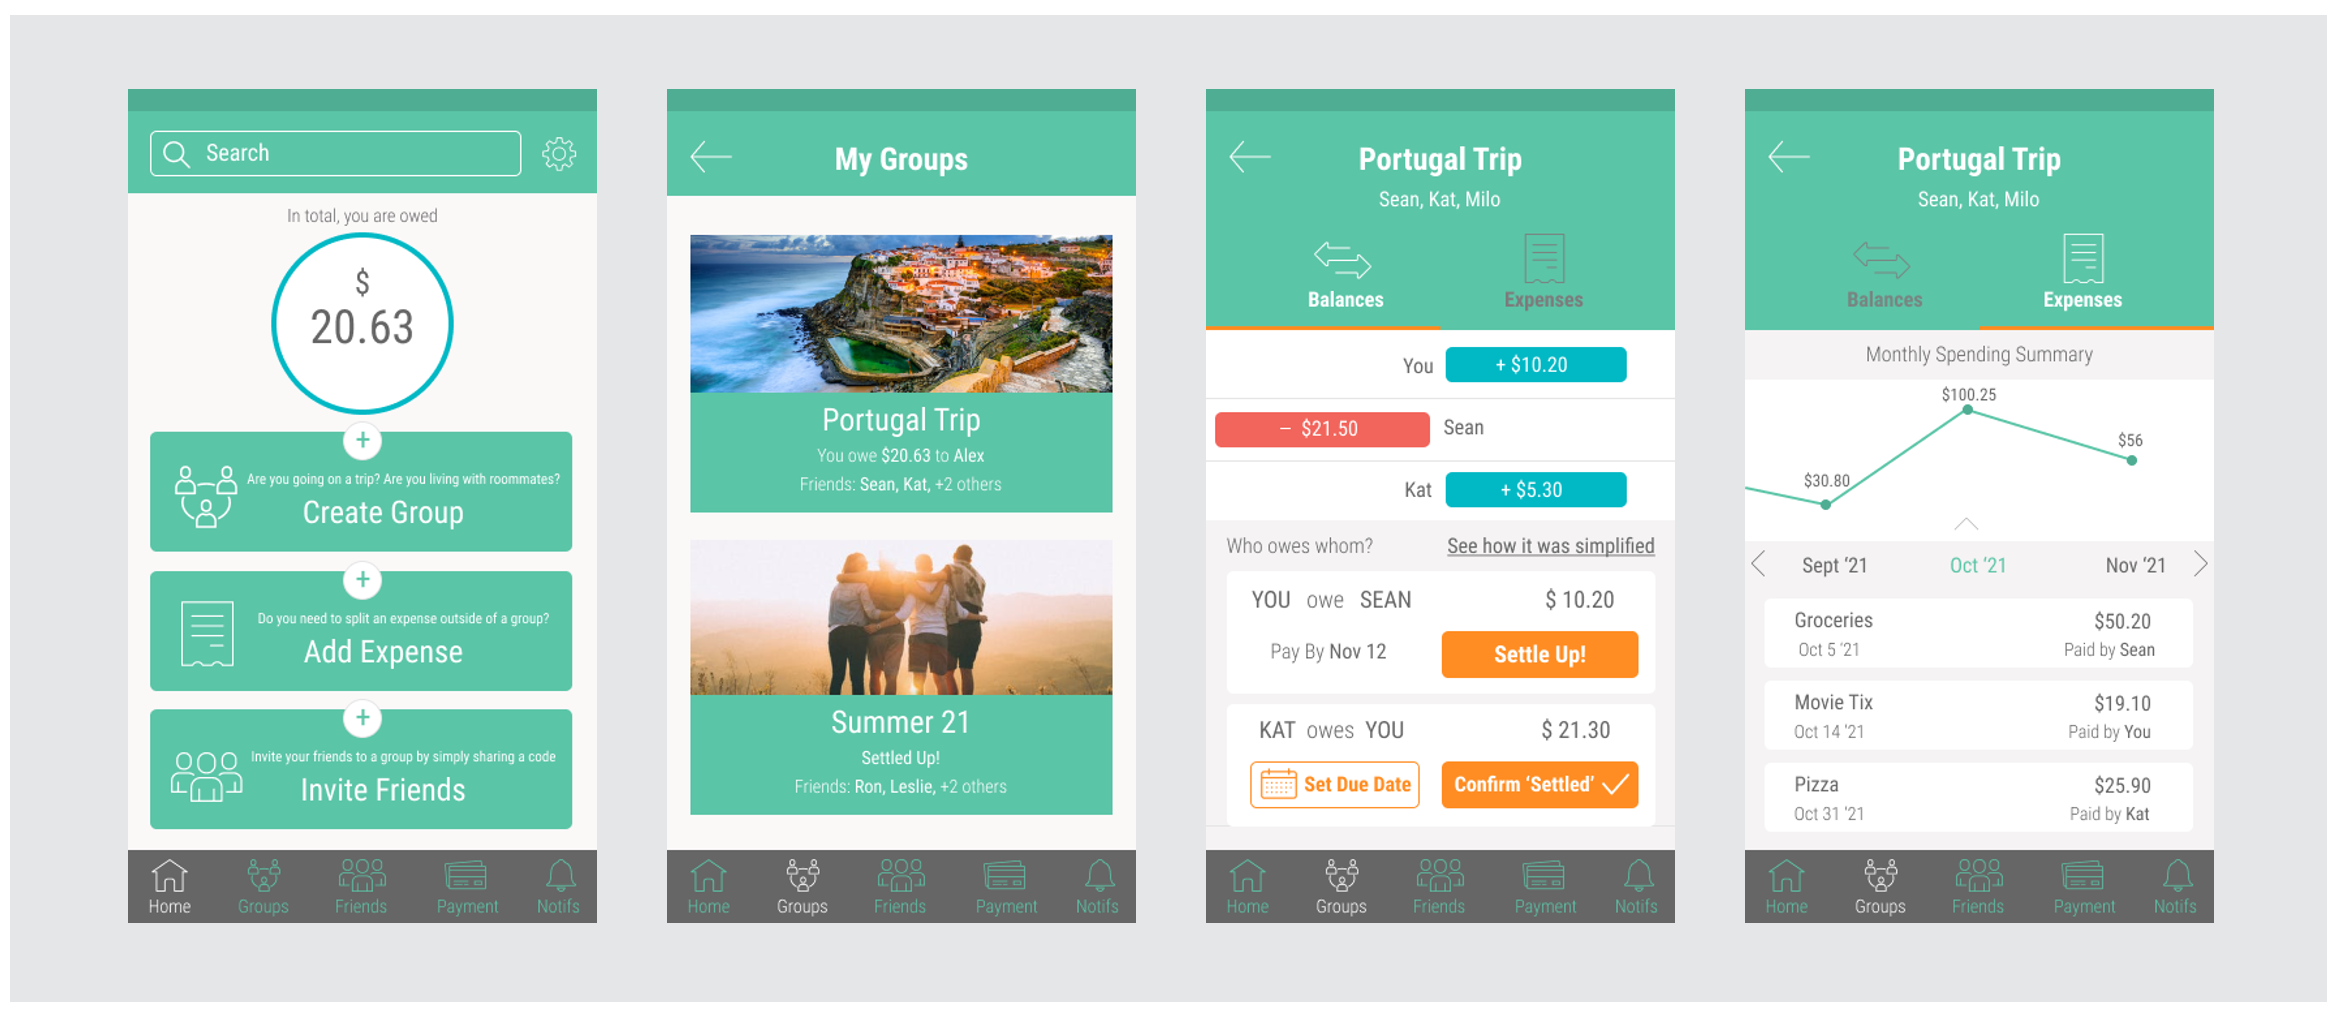 Search
In total, you are owed
$
20.63
+
Are you going on a trip? Are you living with roommates?
Create Group
+
Do you need to split an expense outside of a group?
Add Expense
+
Invite your friends to a group by simply sharing a code
Invite Friends
Home Groups Friends Payment Notifs
My Groups
Portugal Trip
You owe $20.63 to Alex
Friends: Sean, Kat, +2 others
Summer 21
Settled Up!
Friends: Ron, Leslie, +2 others
Home Groups Friends Payment Notifs
Portugal Trip
Sean, Kat, Milo
Balances Expenses
You + $10.20
– $21.50 Sean
Kat + $5.30
Who owes whom? See how it was simplified
YOU owe SEAN $ 10.20
Pay By Nov 12 Settle Up!
KAT owes YOU $ 21.30
Set Due Date Confirm ‘Settled’
Home Groups Friends Payment Notifs
Portugal Trip
Sean, Kat, Milo
Balances Expenses
Monthly Spending Summary
$100.25
$56
$30.80
Sept ‘21 Oct ‘21 Nov ‘21
Groceries $50.20
Oct 5 ‘21 Paid by Sean
Movie Tix $19.10
Oct 14 ‘21 Paid by You
Pizza $25.90
Oct 31 ‘21 Paid by Kat
Home Groups Friends Payment Notifs